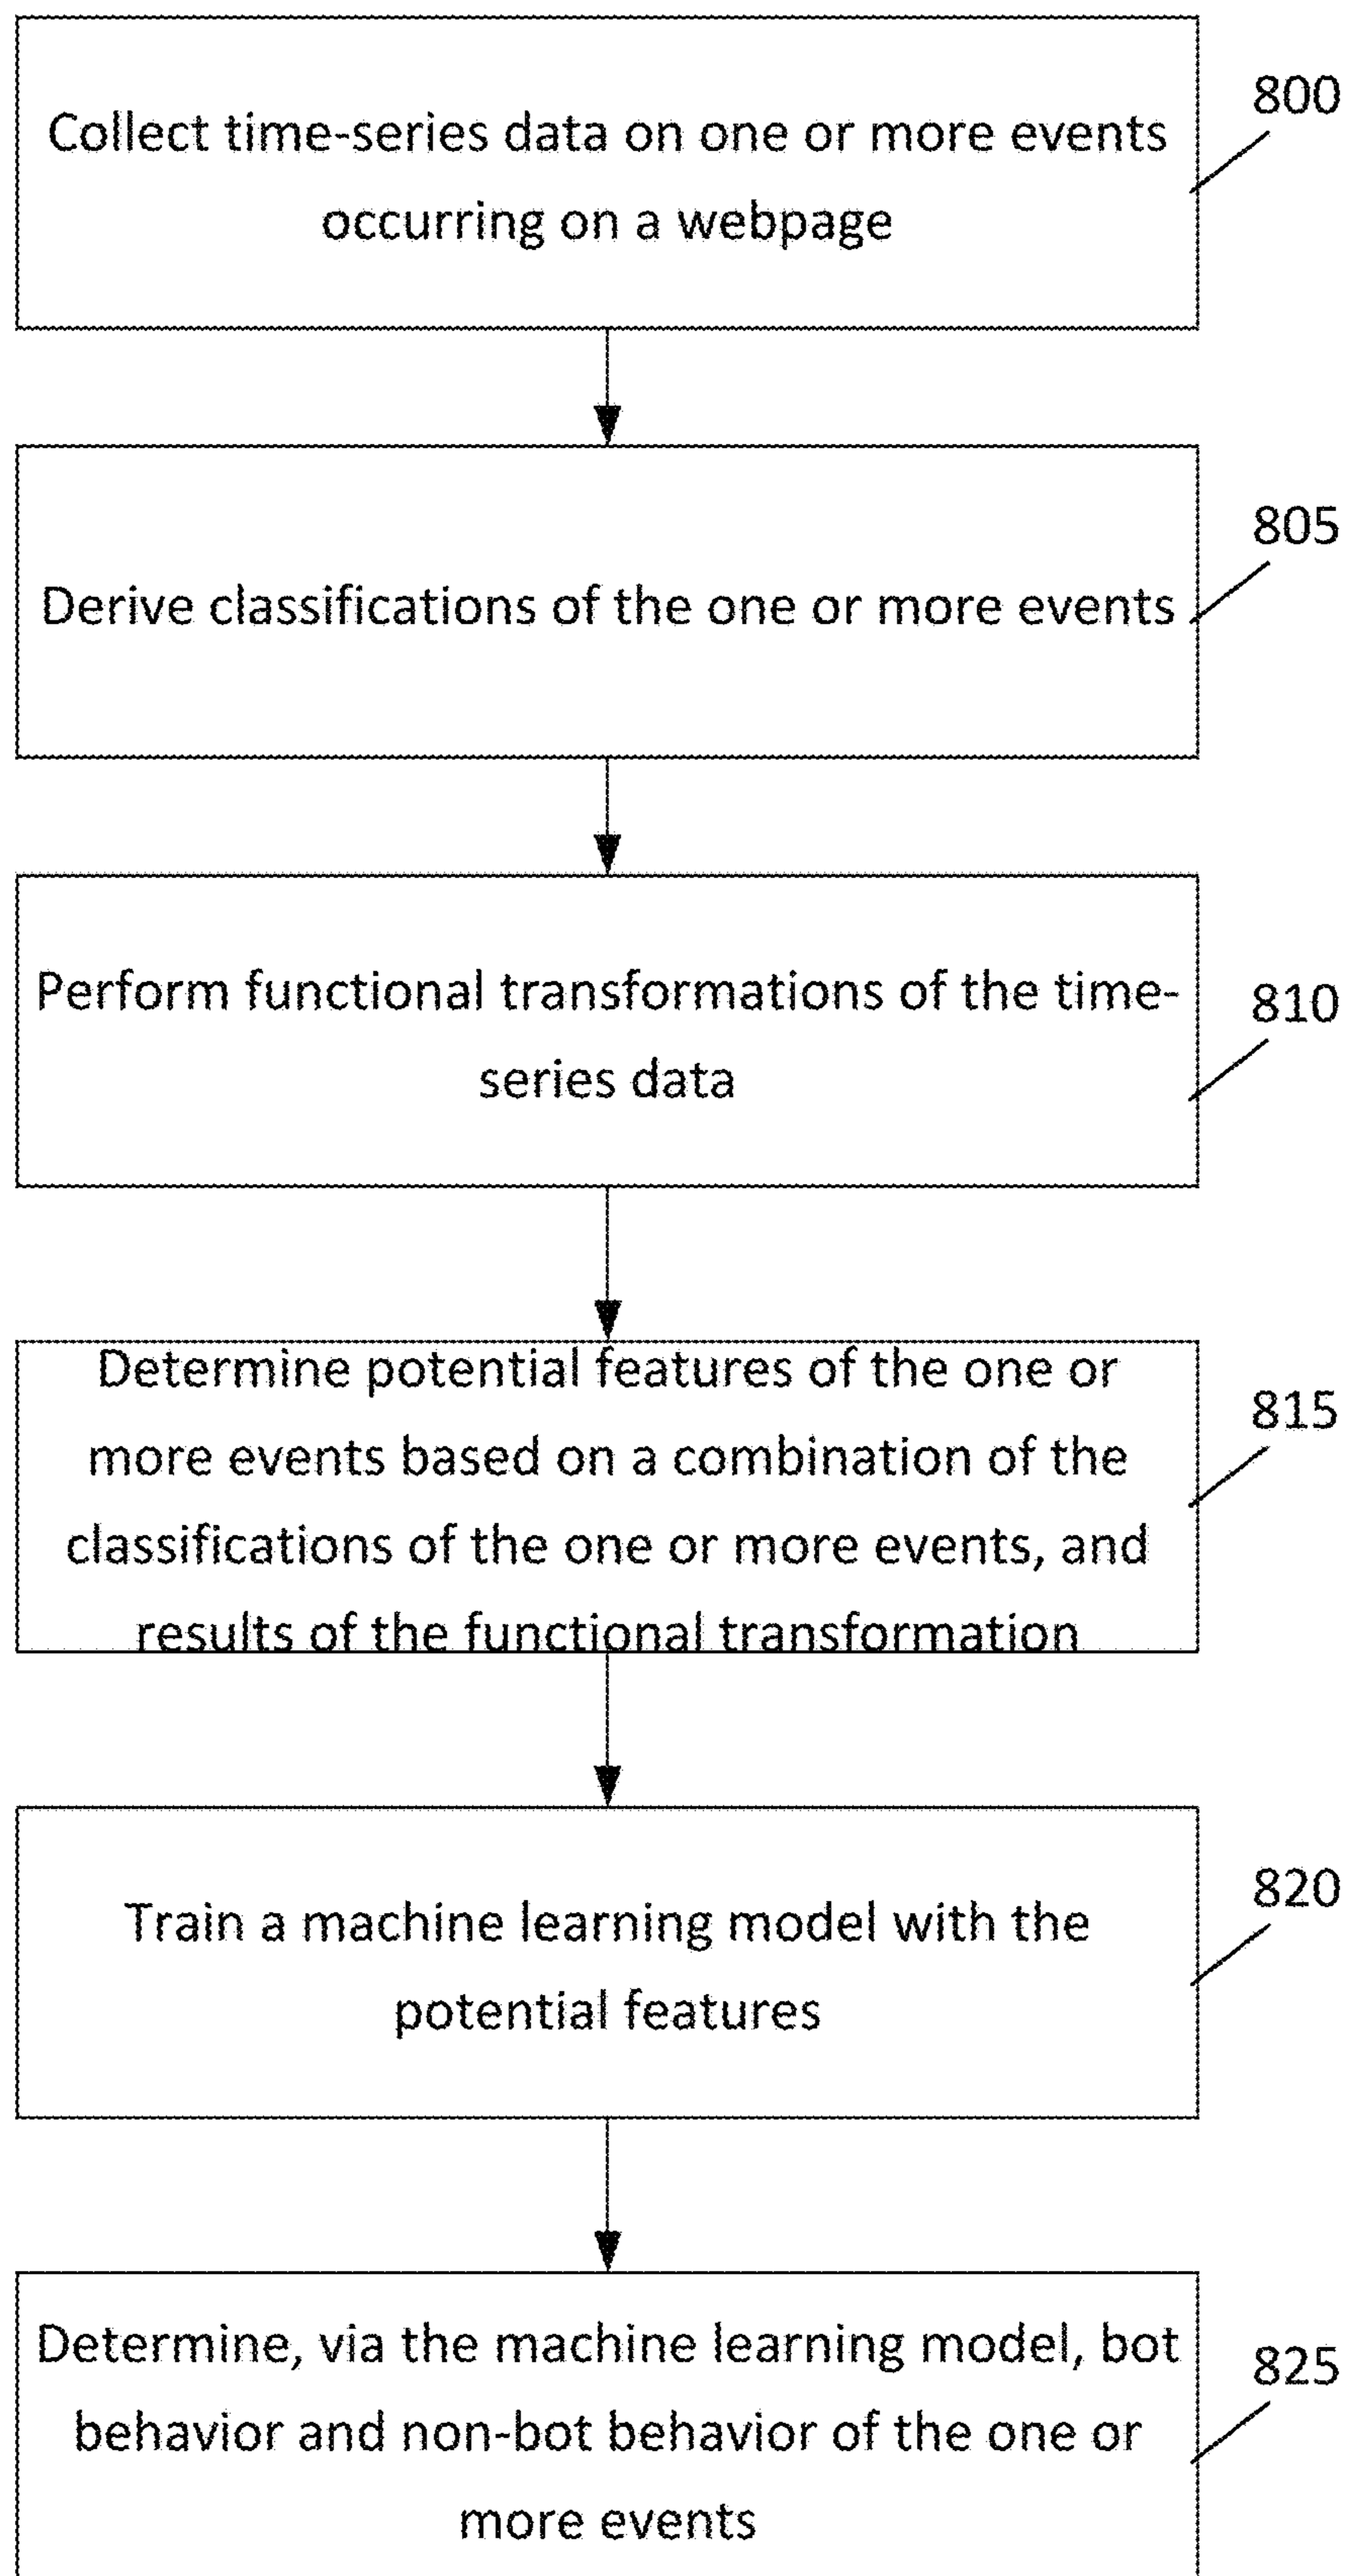 Collect time-series data on one or more events
occurring on a webpage
800
Derive classifications of the one or more events
805
Perform functional transformations of the time-
series data
810
Determine potential features of the one or
more events based on a combination of the
classifications of the one or more events, and
results of the functional transformation
815
Train a machine learning model with the
potential features
820
Determine, via the machine learning model, bot
behavior and non-bot behavior of the one or
more events
825